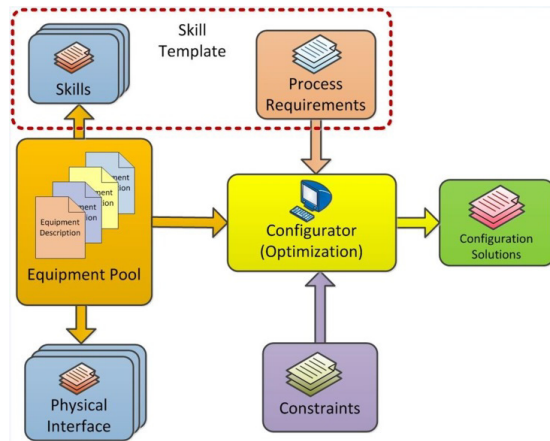 Skill
Template
Skills
Process
Requirements
Equipment
Description
Equipment Pool
Configurator
(Optimization)
Configuration
Solutions
Physical
Interface
Constraints